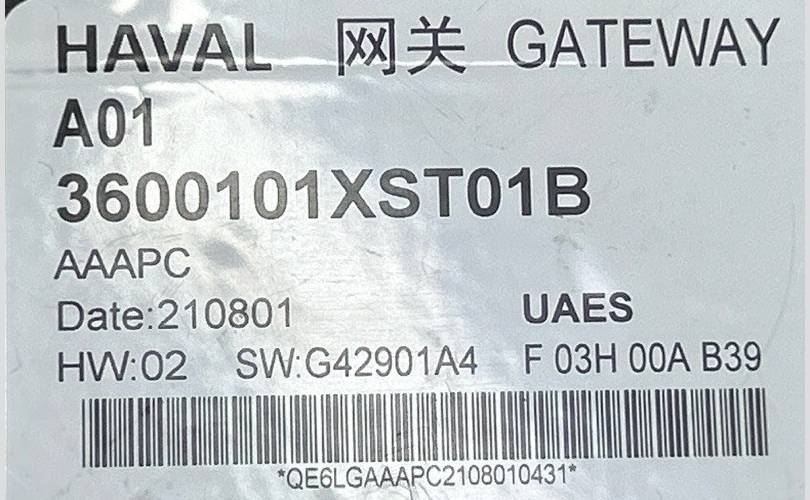 HAVAL 网关 GATEWAY
A01
3600101XST01B
AAAPC
Date:210801 UAES
HW:02 SW:G42901A4 F 03H 00A B39
*QE6LGAAAPC2108010431*